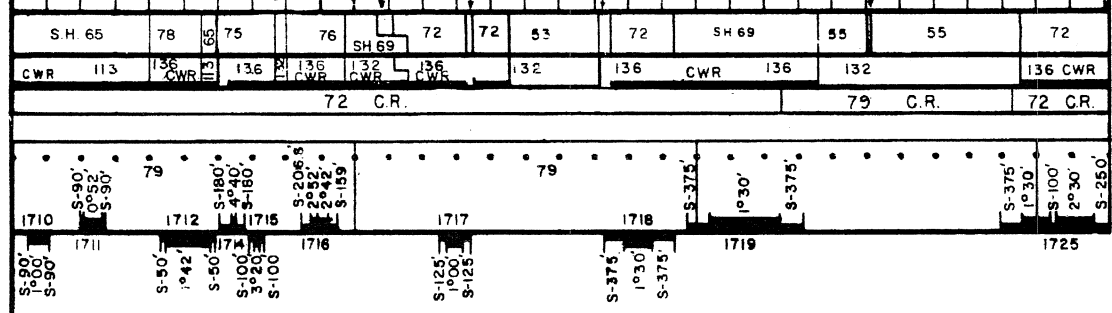 S.H. 65 78 65 75 76 SH 69 72 72 53 72 SH 69 55 55 72
CWR 113 136 CWR 113 136 132 136 CWR 132 CWR 136 CWR 132 136 CWR 136 132 136 CWR
72 C.R. 79 C.R. 72 C.R.
79 79
S-90' 0°52' S-90' S-180' 4°40' S-180' S-206.8' 2°52' 2°42' S-159' S-375' 1°30' S-375' S-375' 1°30' S-100' 2°30' S-250'
1710 1712 1715 1717 1718
1711 1714 1716 1719 1725
S-90' 1°00' S-90' S-50' 1°42' S-50' S-100' 3°20' S-100 S-125' 1°00' S-125' S-375' 1°30' S-375'